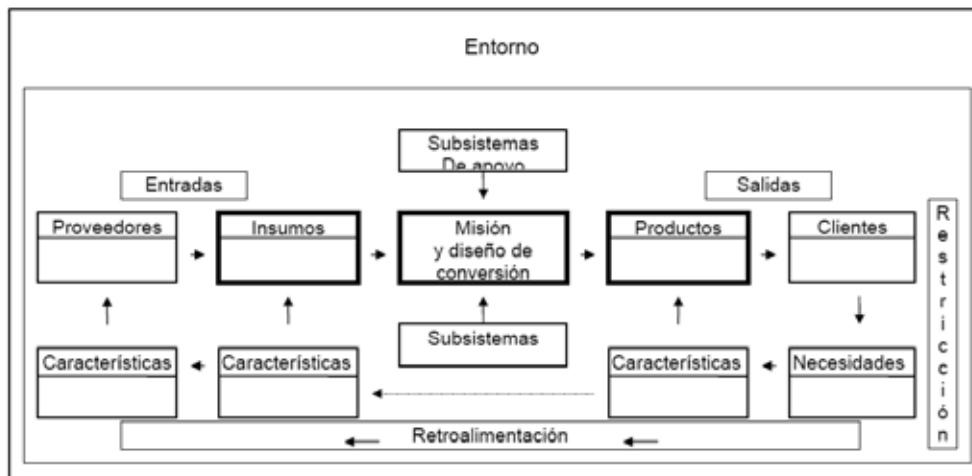 Entorno
Subsistemas
De apoyo
Entradas
Salidas
Proveedores
Insumos
Misión
y diseño de
conversión
Productos
Clientes
Restricción
Subsistemas
Características
Características
Características
Necesidades
Retroalimentación